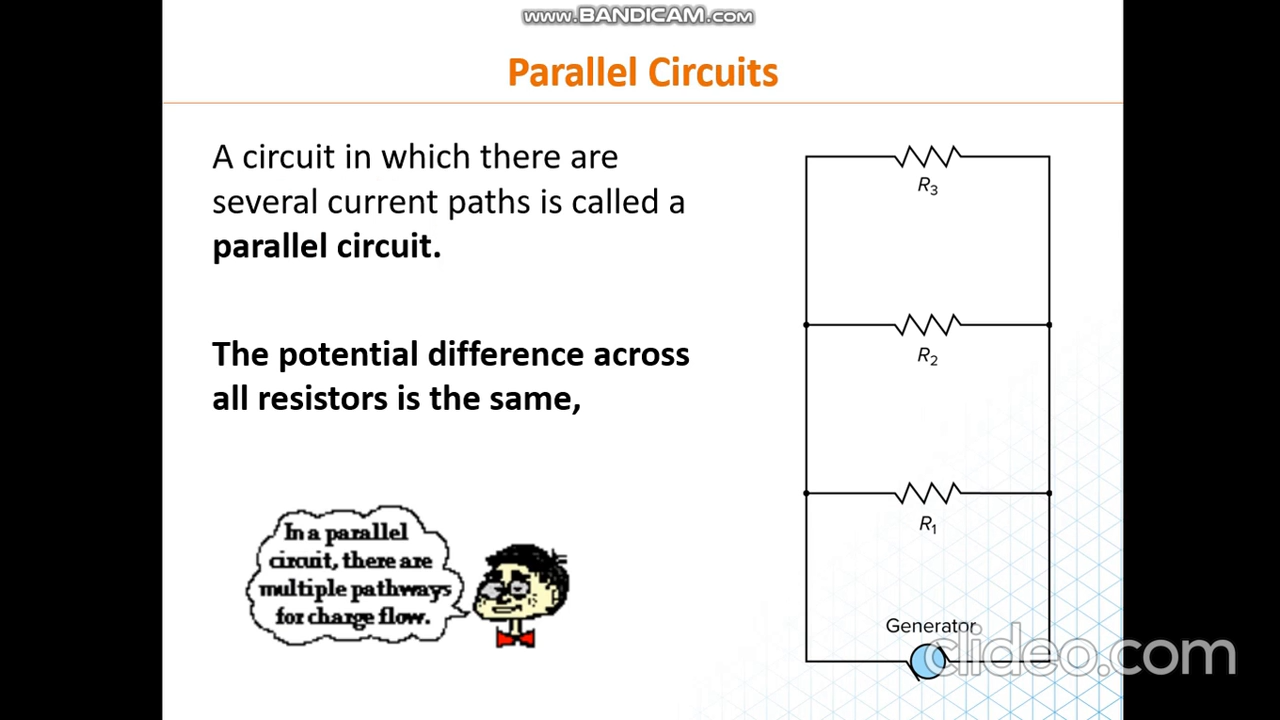 www.BANDICAM.com
Parallel Circuits
A circuit in which there are
several current paths is called a
parallel circuit.
The potential difference across
all resistors is the same,
In a parallel
circuit, there are
multiple pathways
for charge flow.
R3
R2
R1
Generator
clideo.com